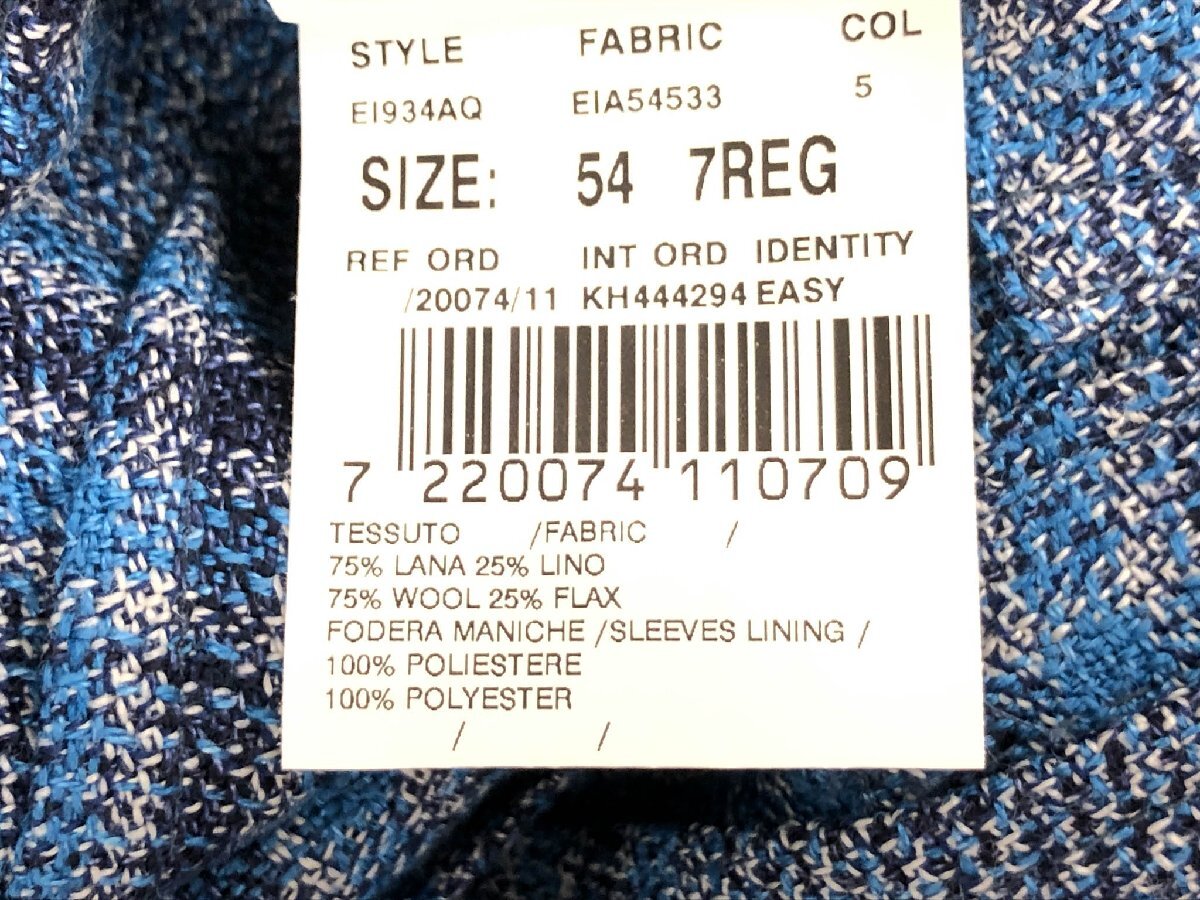 STYLE FABRIC COL
EI934AQ EIA54533 5
SIZE: 54 7REG
REF ORD INT ORD IDENTITY
/20074/11 KH444294 EASY
7 220074 110709
TESSUTO /FABRIC /
75% LANA 25% LINO
75% WOOL 25% FLAX
FODERA MANICHE /SLEEVES LINING /
100% POLIESTERE
100% POLYESTER
/ /